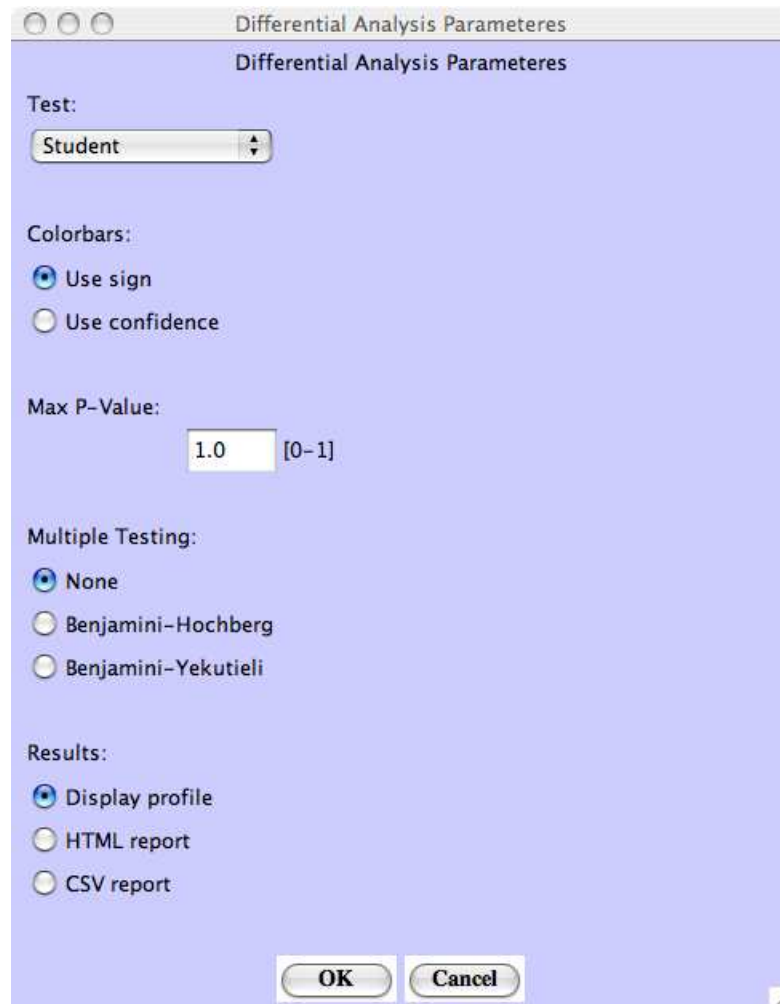 Differential Analysis Parameteres
Differential Analysis Parameteres
Test:
Student
Colorbars:
Use sign
Use confidence
Max P-Value:
1.0 [0-1]
Multiple Testing:
None
Benjamini-Hochberg
Benjamini-Yekutieli
Results:
Display profile
HTML report
CSV report
OK Cancel